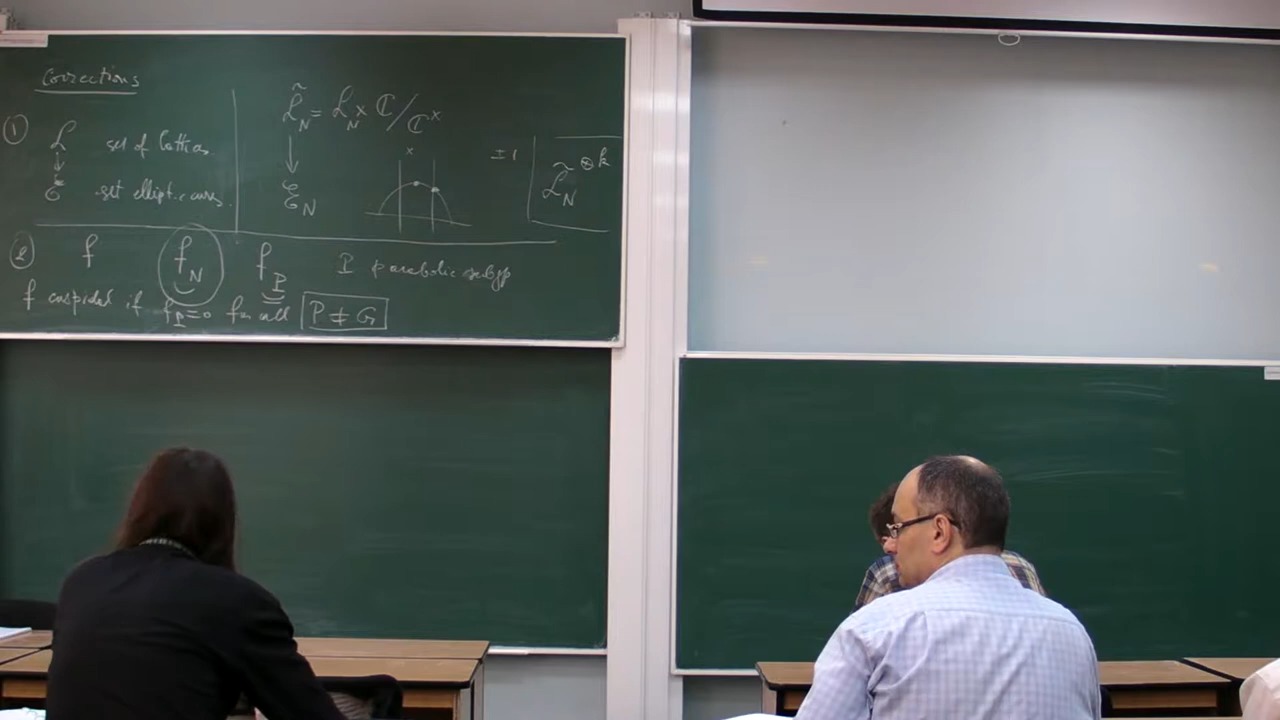 Corrections
① ℒ set of lattices
↓
ℰ set ellipt. curves
ℒ̃_N = ℒ_N × ℂ/ℂ^×
↓
ℰ_N
x
±1
ℒ̃_N^{⊗k}
② f f_N f_P P parabolic subgp
f cuspidal if f_P=0 for all P ≠ G